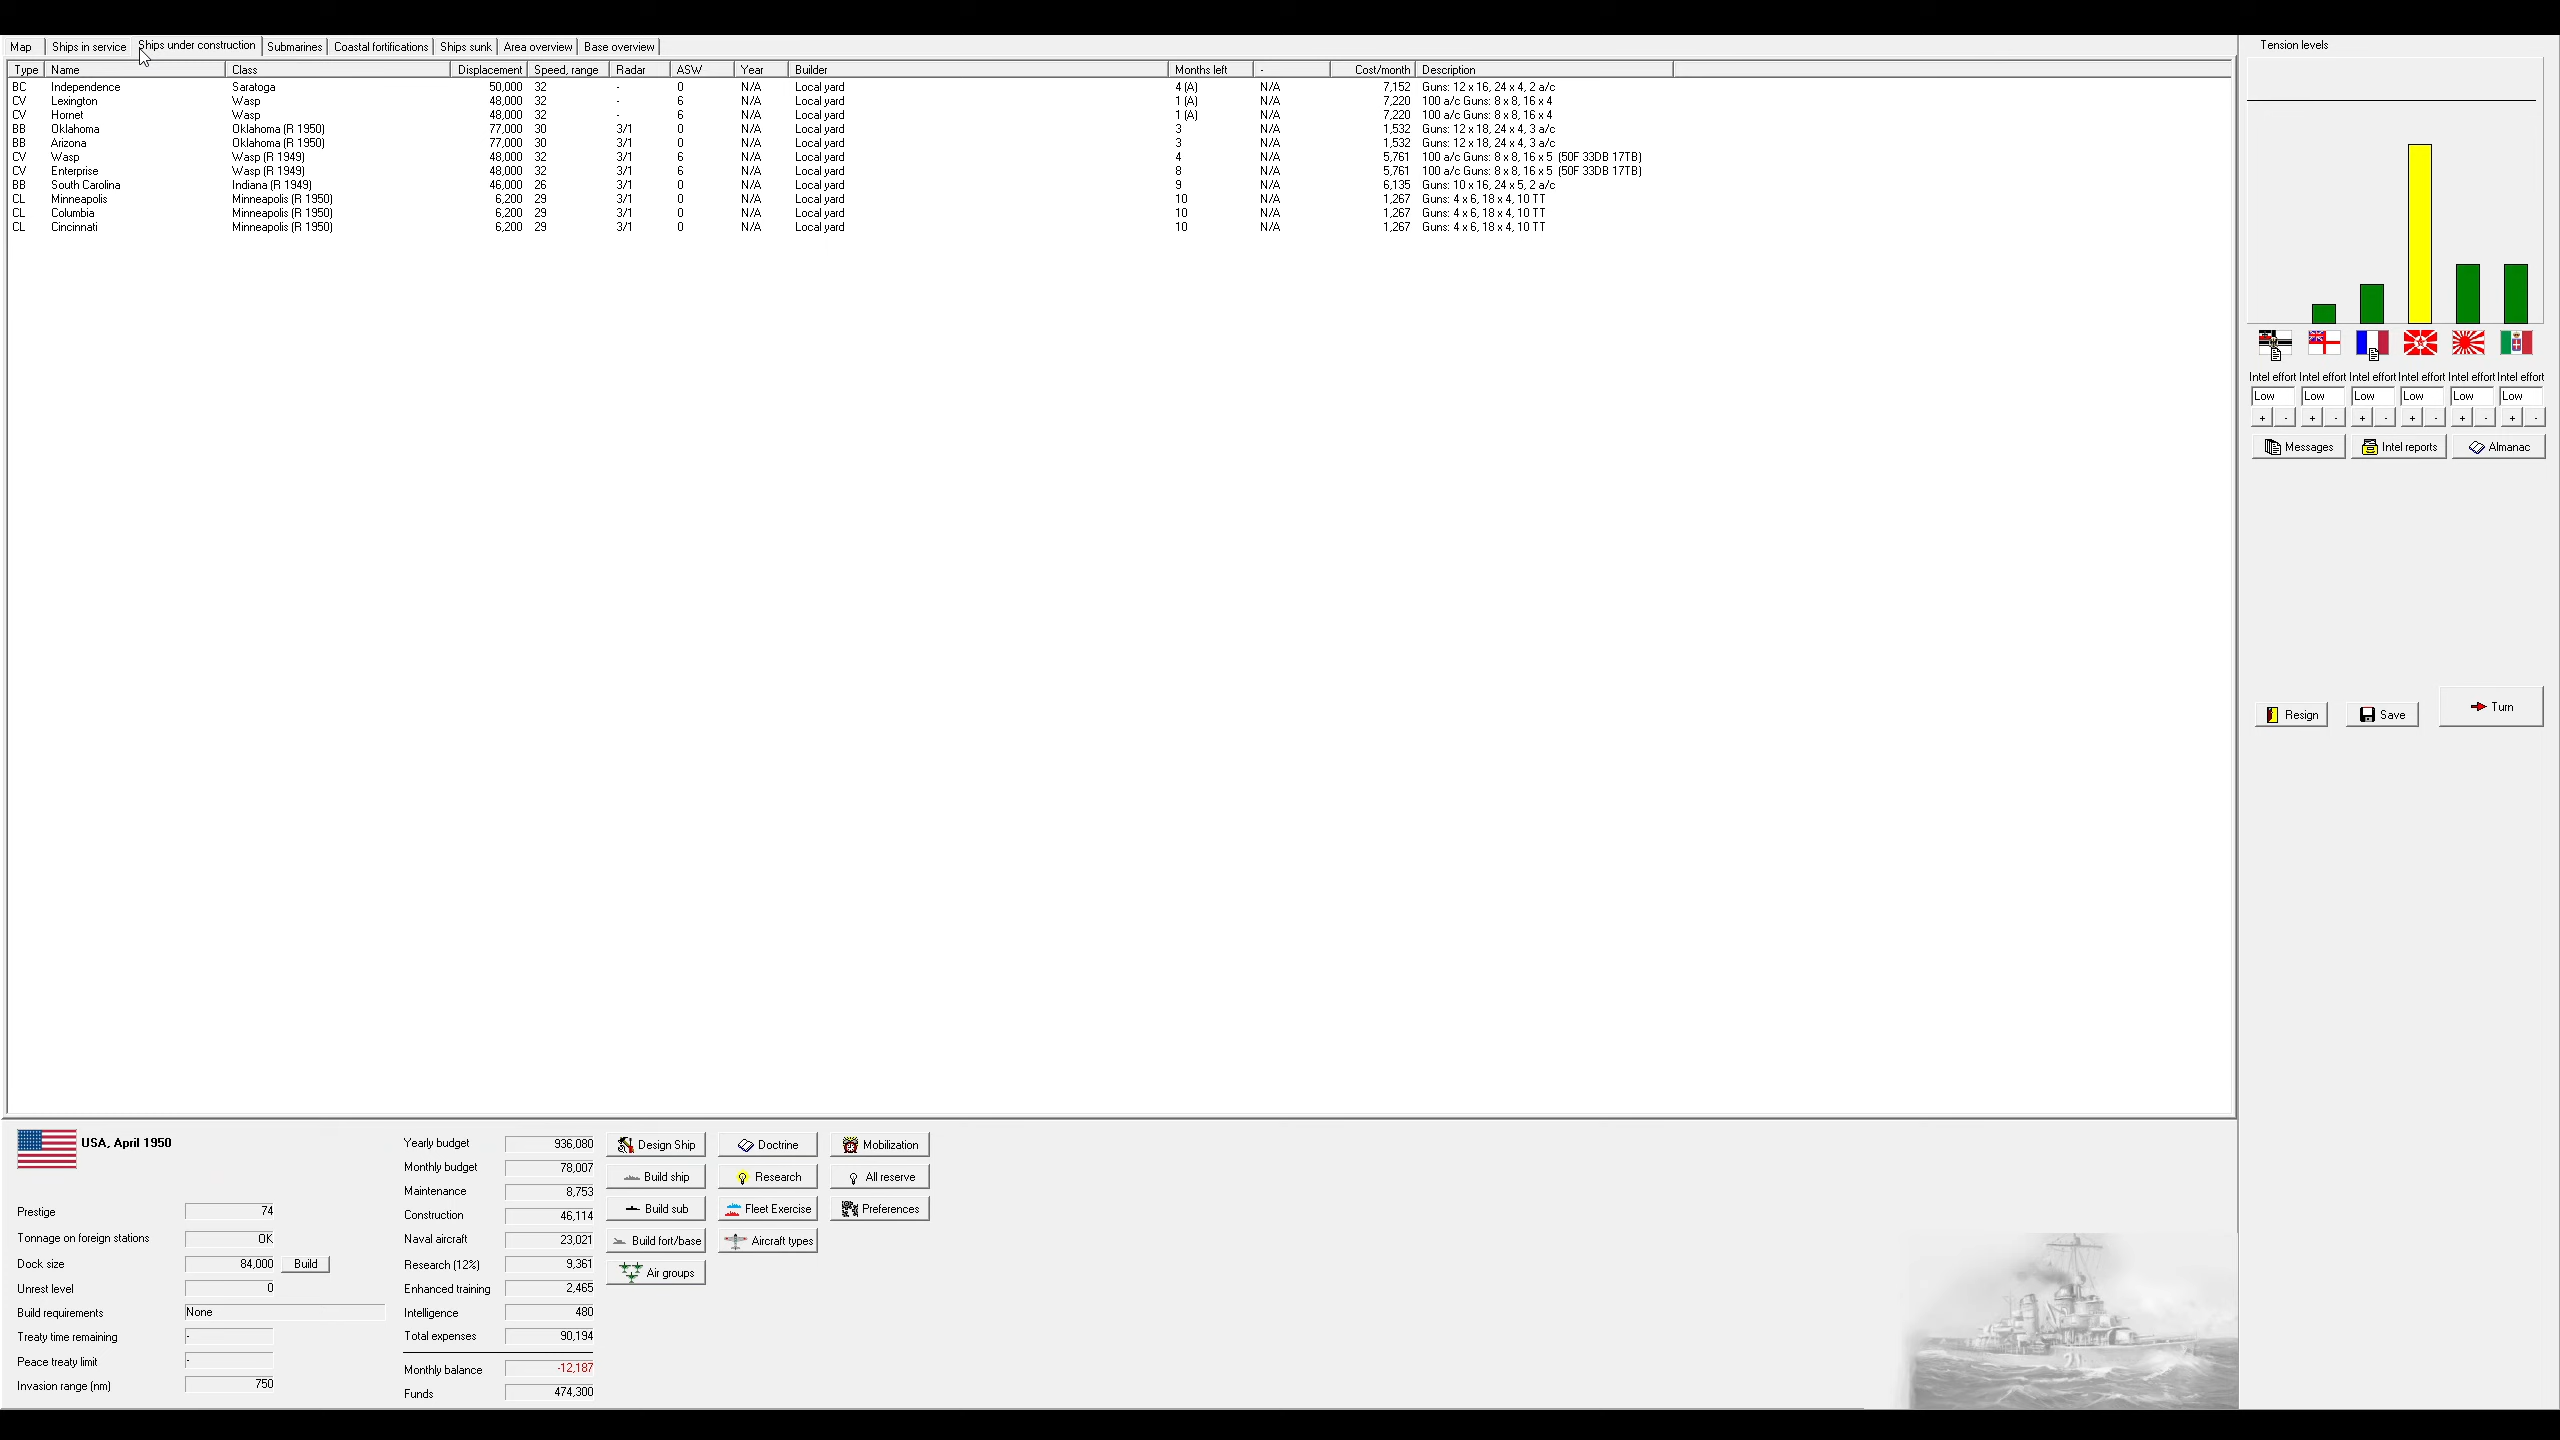 Map Ships in service Ships under construction Submarines Coastal fortifications Ships sunk Area overview Base overview
Type Name Class Displacement Speed, range Radar ASW Year Builder Months left - Cost/month Description
BC Independence Saratoga 50,000 32 - 0 N/A Local yard 4 (A) N/A 7,152 Guns: 12 x 16, 24 x 4, 2 a/c
CV Lexington Wasp 48,000 32 - 6 N/A Local yard 1 (A) N/A 7,220 100 a/c Guns: 8 x 8, 16 x 4
CV Hornet Wasp 48,000 32 - 6 N/A Local yard 1 (A) N/A 7,220 100 a/c Guns: 8 x 8, 16 x 4
BB Oklahoma Oklahoma (R 1950) 77,000 30 3/1 0 N/A Local yard 3 N/A 1,532 Guns: 12 x 18, 24 x 4, 3 a/c
BB Arizona Oklahoma (R 1950) 77,000 30 3/1 0 N/A Local yard 3 N/A 1,532 Guns: 12 x 18, 24 x 4, 3 a/c
CV Wasp Wasp (R 1949) 48,000 32 3/1 6 N/A Local yard 4 N/A 5,761 100 a/c Guns: 8 x 8, 16 x 5 (50F 33DB 17TB)
CV Enterprise Wasp (R 1949) 48,000 32 3/1 6 N/A Local yard 8 N/A 5,761 100 a/c Guns: 8 x 8, 16 x 5 (50F 33DB 17TB)
BB South Carolina Indiana (R 1949) 46,000 26 3/1 0 N/A Local yard 9 N/A 6,135 Guns: 10 x 16, 24 x 5, 2 a/c
CL Minneapolis Minneapolis (R 1950) 6,200 29 3/1 0 N/A Local yard 10 N/A 1,267 Guns: 4 x 6, 18 x 4, 10 TT
CL Columbia Minneapolis (R 1950) 6,200 29 3/1 0 N/A Local yard 10 N/A 1,267 Guns: 4 x 6, 18 x 4, 10 TT
CL Cincinnati Minneapolis (R 1950) 6,200 29 3/1 0 N/A Local yard 10 N/A 1,267 Guns: 4 x 6, 18 x 4, 10 TT
Tension levels
Intel effort Intel effort Intel effort Intel effort Intel effort Intel effort
Low Low Low Low Low Low
+ - + - + - + - + - + -
Messages Intel reports Almanac
Resign Save Turn
USA, April 1950
Prestige 74
Tonnage on foreign stations OK
Dock size 84,000 Build
Unrest level 0
Build requirements None
Treaty time remaining -
Peace treaty limit -
Invasion range (nm) 750
Yearly budget 936,080
Monthly budget 78,007
Maintenance 8,753
Construction 46,114
Naval aircraft 23,021
Research (12%) 9,361
Enhanced training 2,465
Intelligence 480
Total expenses 90,194
Monthly balance -12,187
Funds 474,300
Design Ship Doctrine Mobilization
Build ship Research All reserve
Build sub Fleet Exercise Preferences
Build fort/base Aircraft types
Air groups